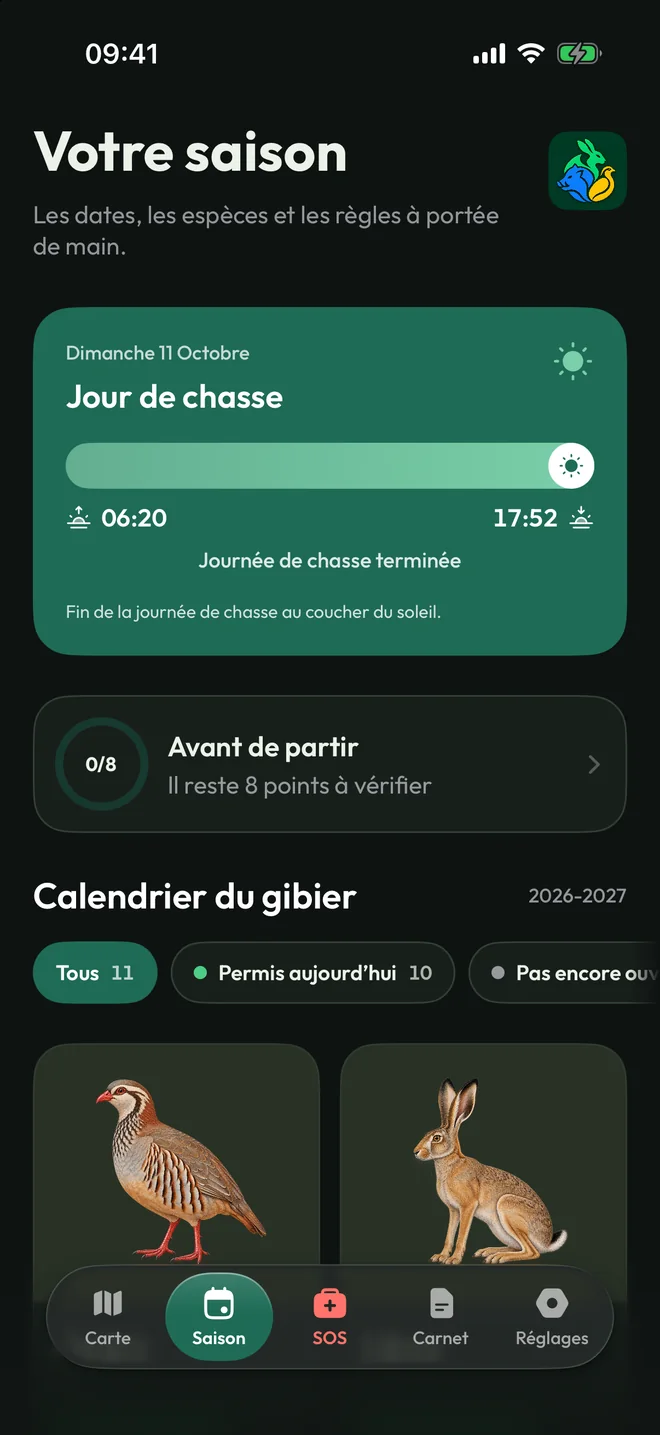 09:41
Votre saison
Les dates, les espèces et les règles à portée
de main.
Dimanche 11 Octobre
Jour de chasse
06:20
17:52
Journée de chasse terminée
Fin de la journée de chasse au coucher du soleil.
0/8
Avant de partir
Il reste 8 points à vérifier
Calendrier du gibier
2026-2027
Tous 11
Permis aujourd’hui 10
Pas encore ouv
Carte
Saison
SOS
Carnet
Réglages